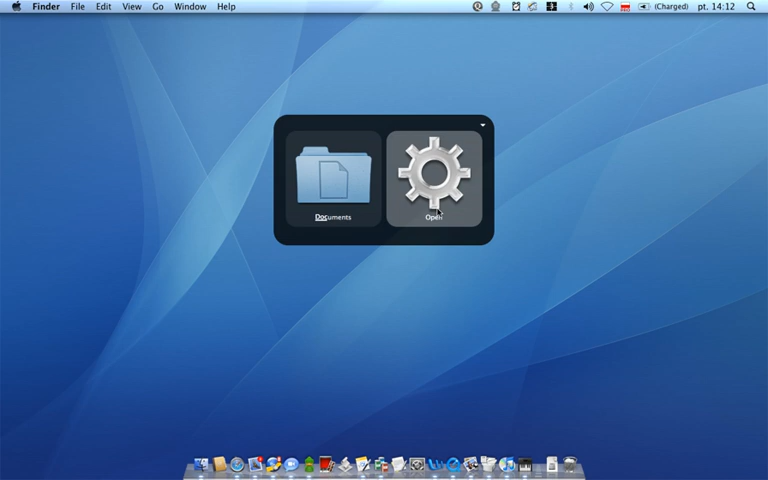 Finder File Edit View Go Window Help (Charged) pt, 14:12
Documents Open